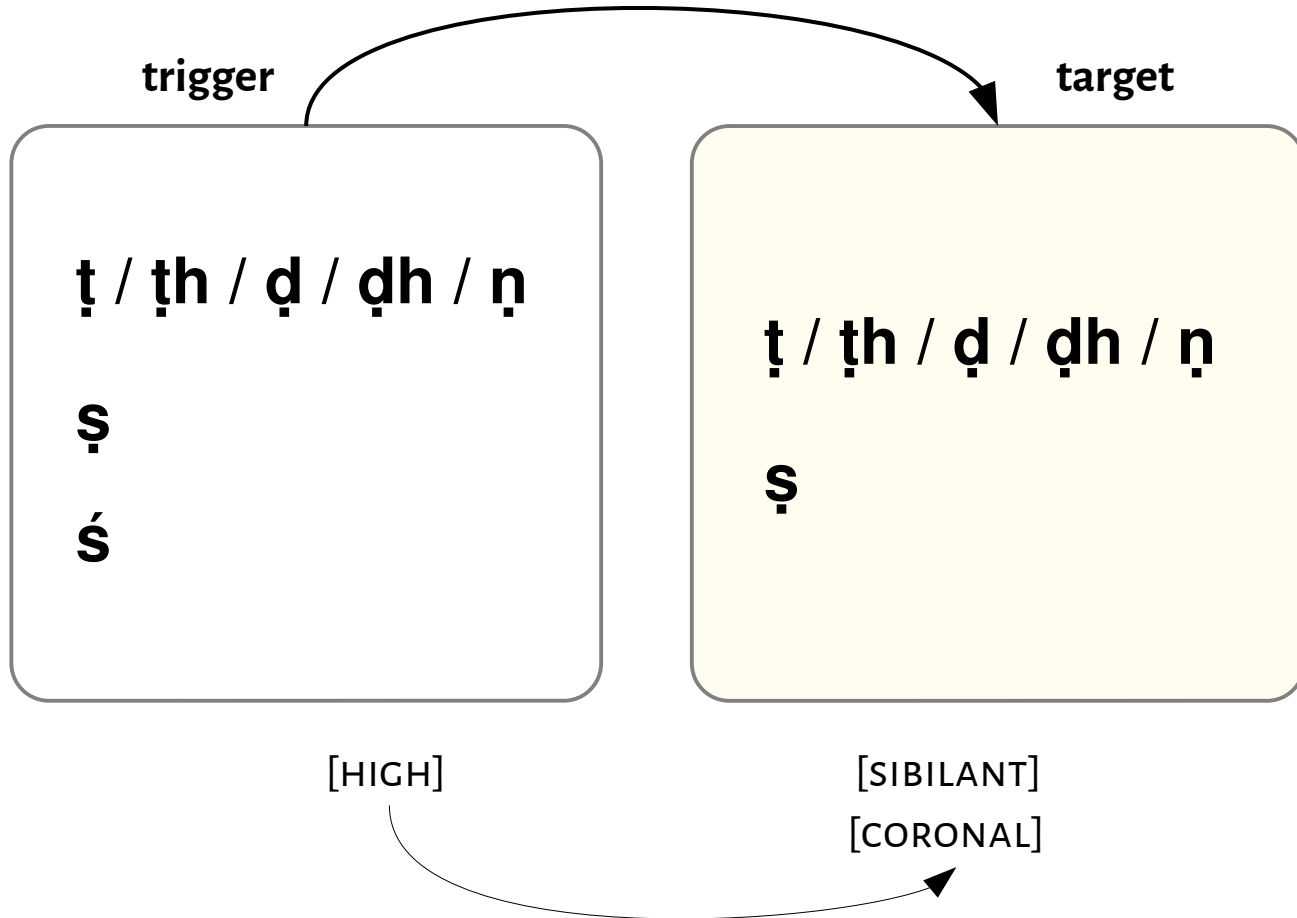 trigger
target
ṭ / ṭh / ḍ / ḍh / ṇ
ṣ
ś
ṭ / ṭh / ḍ / ḍh / ṇ
ṣ
[HIGH]
[SIBILANT]
[CORONAL]